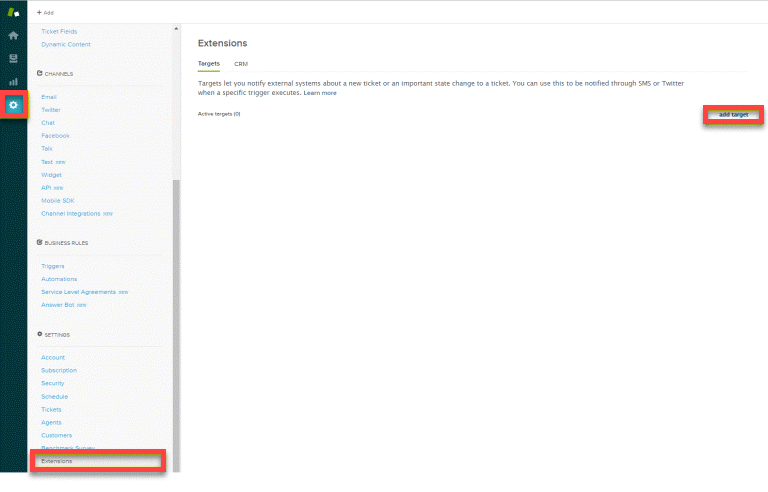 + Add
Ticket Fields
Dynamic Content
CHANNELS
Email
Twitter
Chat
Facebook
Talk
Text NEW
Widget
API NEW
Mobile SDK
Channel Integrations NEW
BUSINESS RULES
Triggers
Automations
Service Level Agreements NEW
Answer Bot NEW
SETTINGS
Account
Subscription
Security
Schedule
Tickets
Agents
Customers
Benchmark Survey
Extensions
Extensions
Targets CRM
Targets let you notify external systems about a new ticket or an important state change to a ticket. You can use this to be notified through SMS or Twitter
when a specific trigger executes. Learn more
Active targets (0)
add target